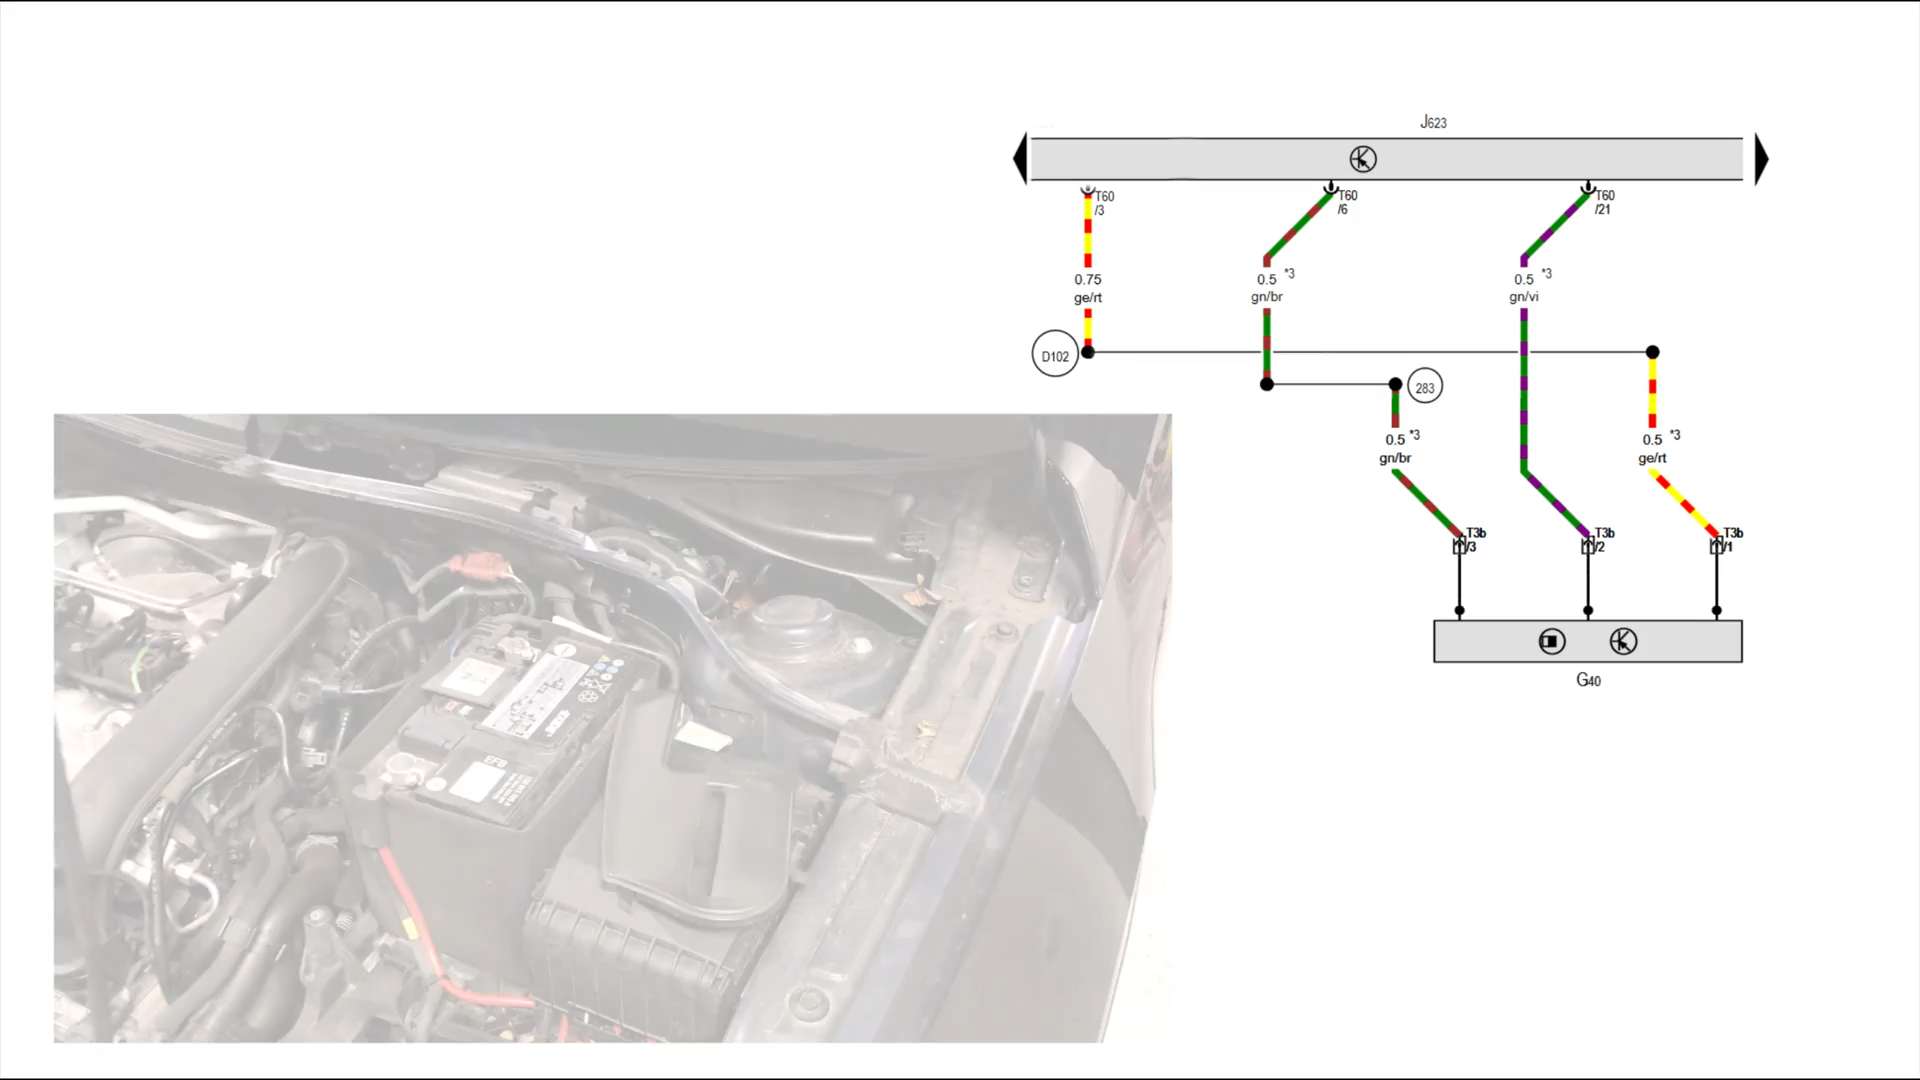 J623
T60
/3
T60
/6
T60
/21
0.75
ge/rt
0.5 *3
gn/br
0.5 *3
gn/vi
D102
283
0.5 *3
gn/br
0.5 *3
ge/rt
T3b
/3
T3b
/2
T3b
/1
G40
EFB